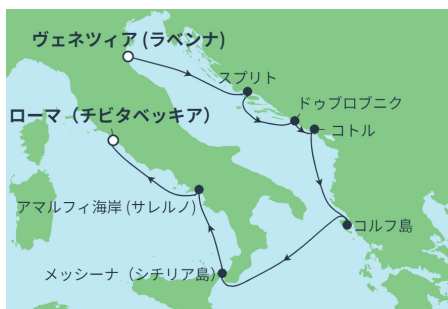 ヴェネツィア (ラベンナ)
スプリト
ドゥブロブニク
ローマ（チビタベッキア）
コトル
アマルフィ海岸 (サレルノ)
コルフ島
メッシーナ（シチリア島）